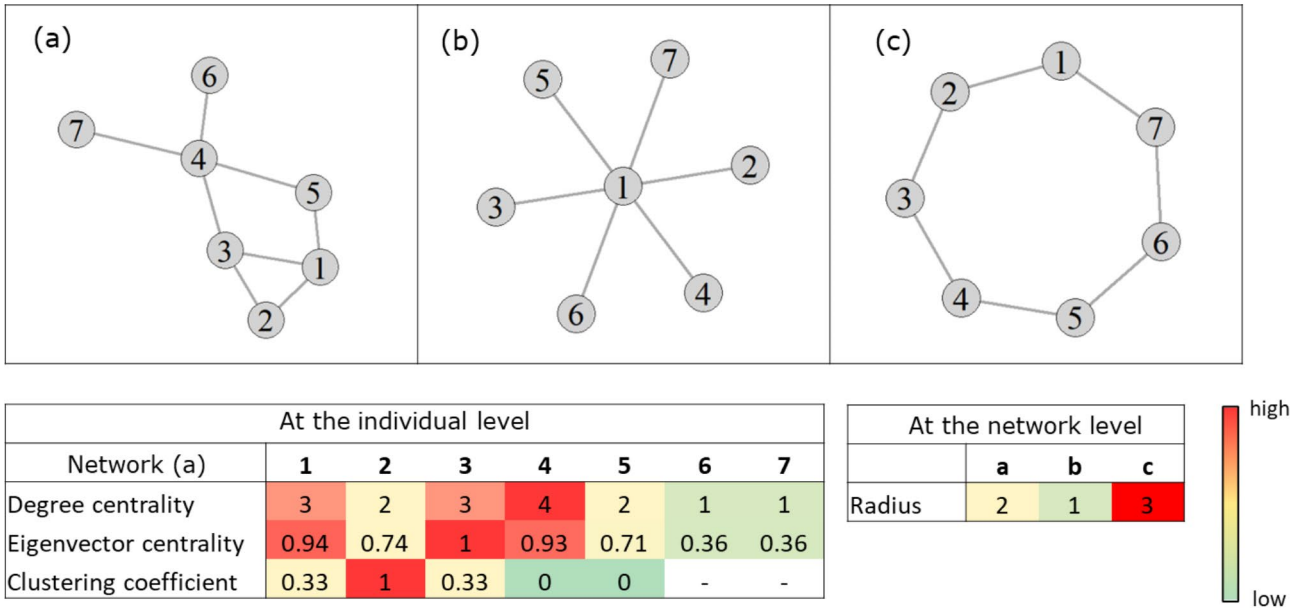 (a)
6
7
4
5
3
1
2
(b)
7
5
2
1
3
4
6
(c)
1
2
7
3
6
4
5
At the individual level
Network (a) 1 2 3 4 5 6 7
Degree centrality 3 2 3 4 2 1 1
Eigenvector centrality 0.94 0.74 1 0.93 0.71 0.36 0.36
Clustering coefficient 0.33 1 0.33 0 0 - -
At the network level
a b c
Radius 2 1 3
high
low